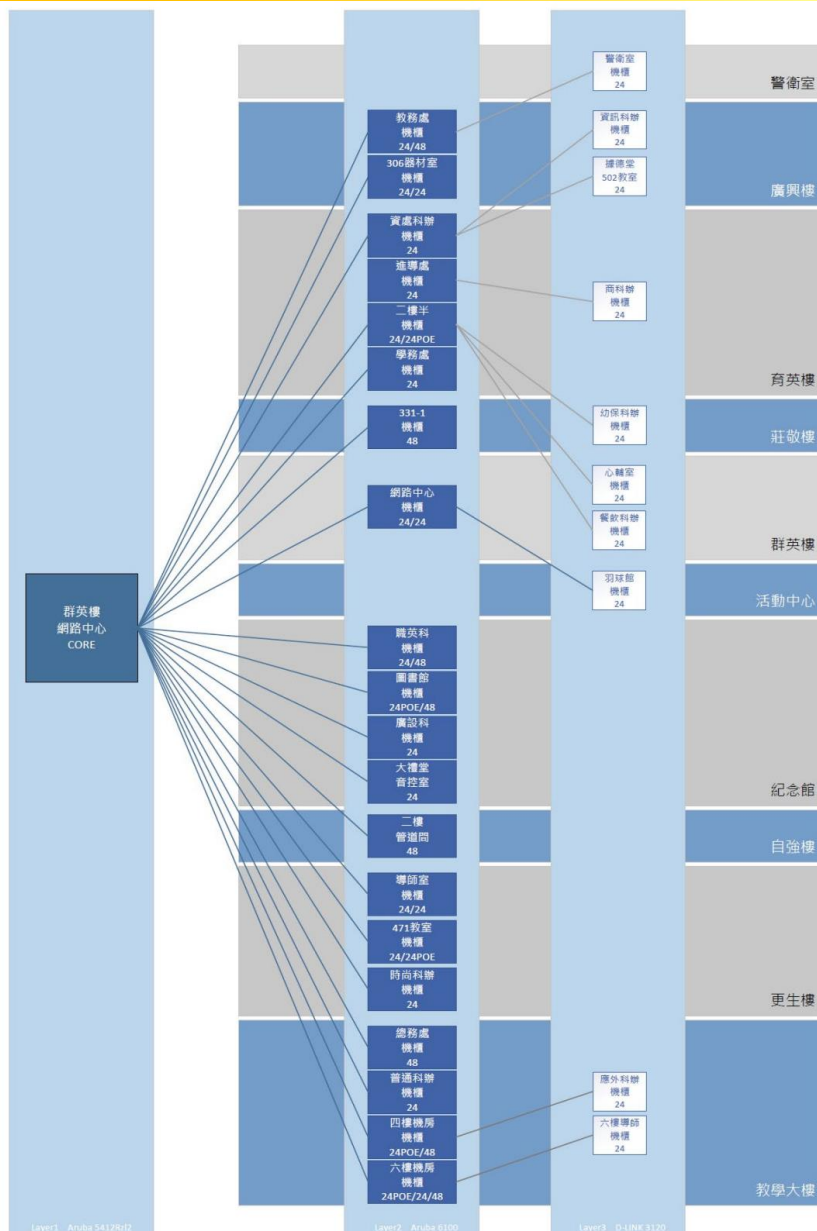 警衛室
機櫃
24
警衛室
教務處
機櫃
24/48
資訊科辦
機櫃
24
306器材室
機櫃
24/24
據德堂
502教室
24
廣興樓
資處科辦
機櫃
24
進導處
機櫃
24
商科辦
機櫃
24
二樓半
機櫃
24/24POE
學務處
機櫃
24
育英樓
331-1
機櫃
48
幼保科辦
機櫃
24
莊敬樓
心輔室
機櫃
24
網路中心
機櫃
24/24
餐飲科辦
機櫃
24
群英樓
羽球館
機櫃
24
活動中心
群英樓
網路中心
CORE
職英科
機櫃
24/48
圖書館
機櫃
24POE/48
廣設科
機櫃
24
大禮堂
音控室
24
紀念館
二樓
管道間
48
自強樓
導師室
機櫃
24/24
471教室
機櫃
24/24POE
時尚科辦
機櫃
24
更生樓
總務處
機櫃
48
普通科辦
機櫃
24
應外科辦
機櫃
24
四樓機房
機櫃
24POE/48
六樓導師
機櫃
24
六樓機房
機櫃
24POE/24/48
教學大樓
Layer1 Aruba 5412Rzl2
Layer2 Aruba 6100
Layer3 D-LINK 3120